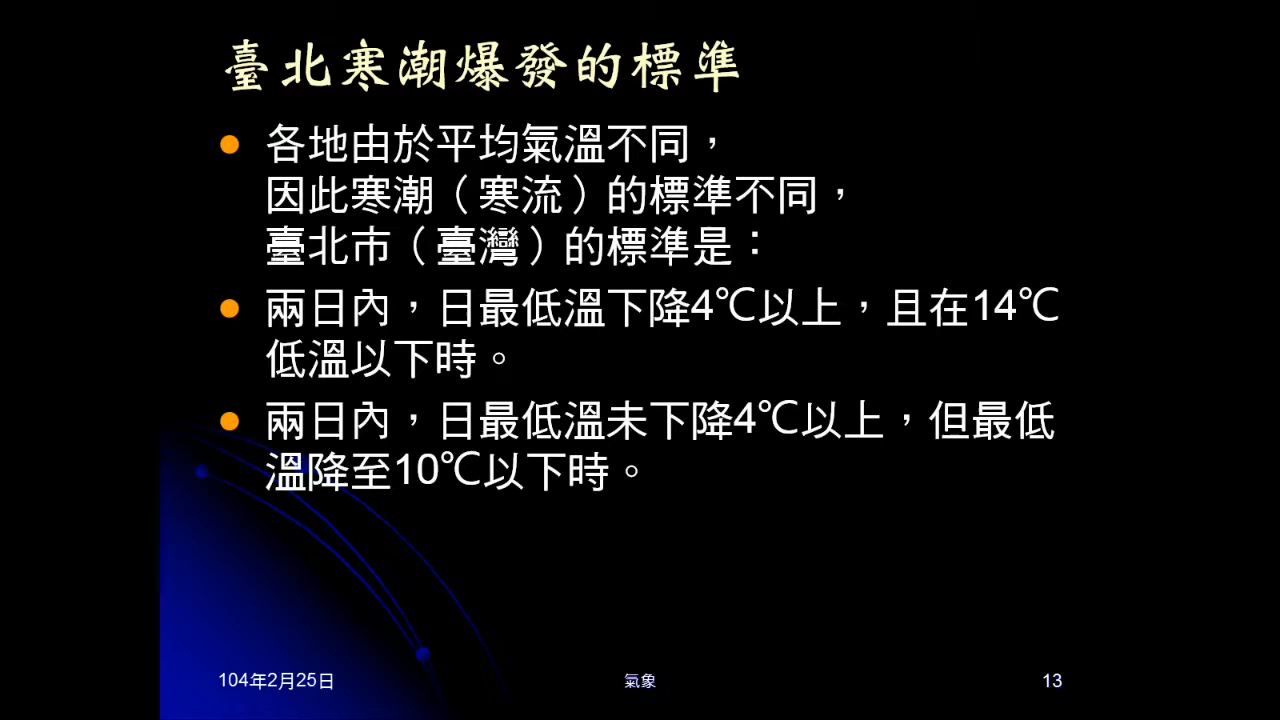 臺北寒潮爆發的標準
各地由於平均氣溫不同，
因此寒潮（寒流）的標準不同，
臺北市（臺灣）的標準是：
兩日內，日最低溫下降4℃以上，且在14℃
低溫以下時。
兩日內，日最低溫未下降4℃以上，但最低
溫降至10℃以下時。
104年2月25日
氣象
13